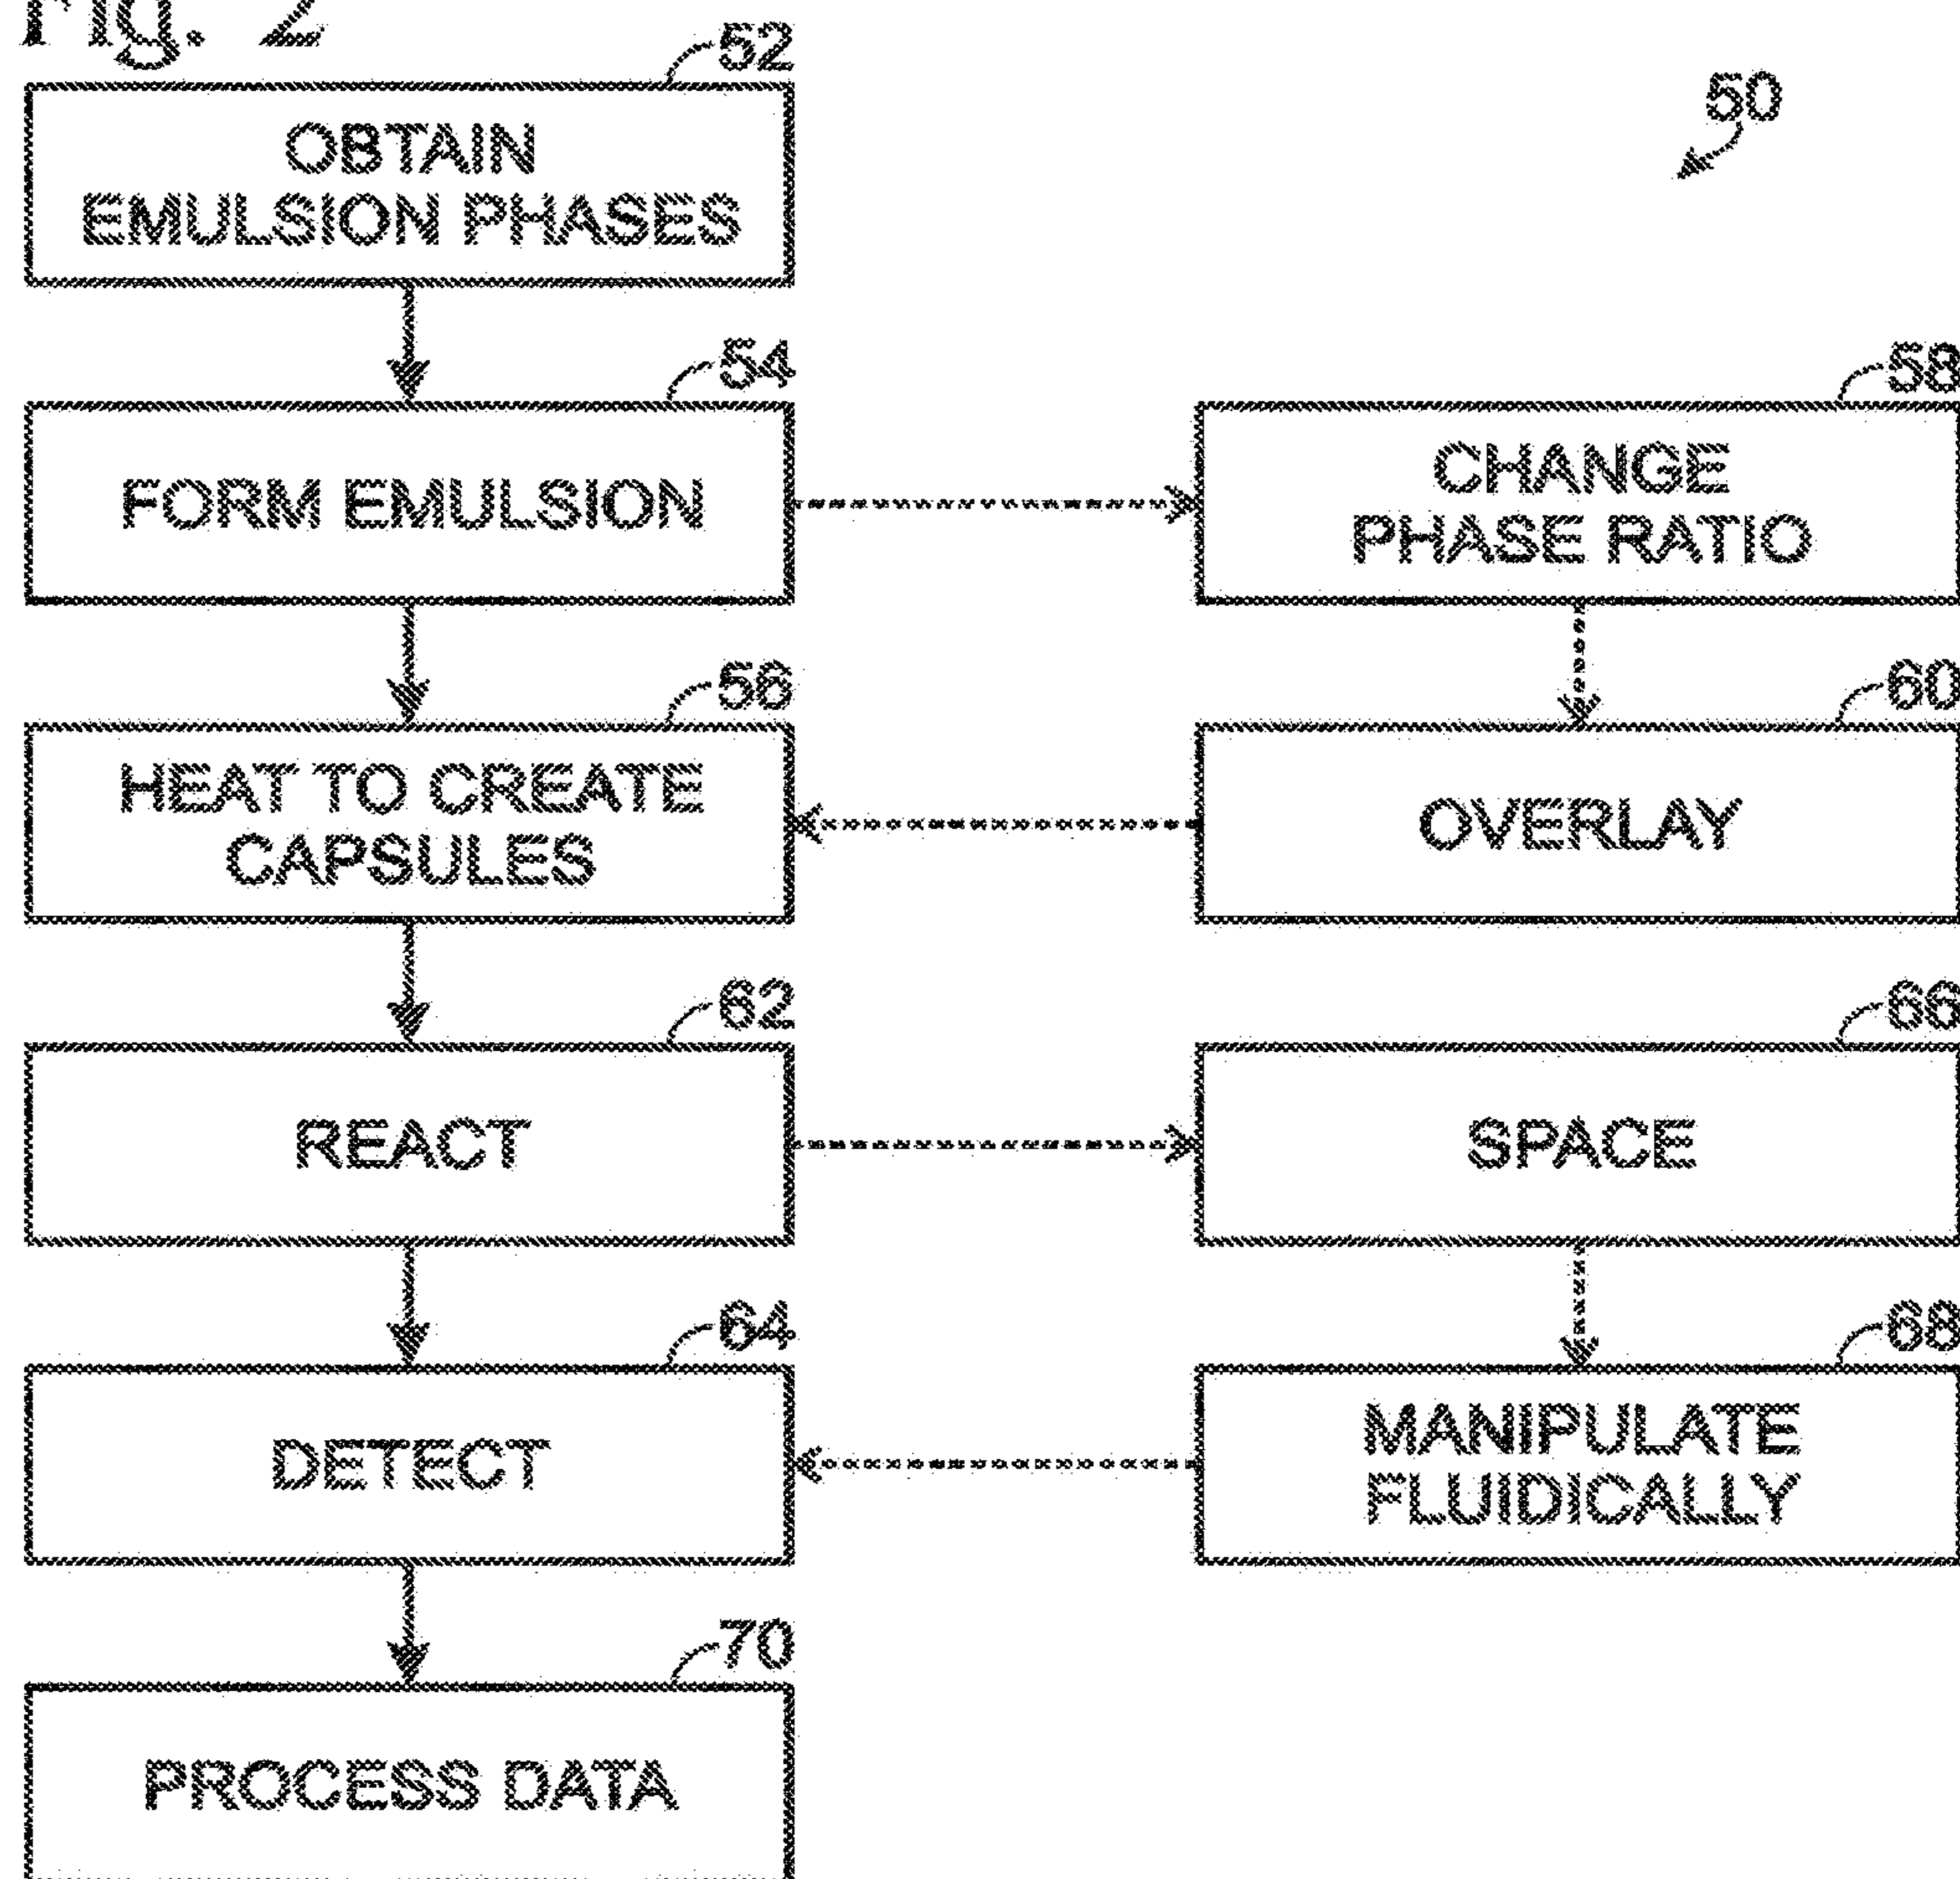 Fig. 2
52
50
OBTAIN
EMULSION PHASES
54
58
FORM EMULSION
CHANGE
PHASE RATIO
56
60
HEAT TO CREATE
CAPSULES
OVERLAY
62
66
REACT
SPACE
64
68
DETECT
MANIPULATE
FLUIDICALLY
70
PROCESS DATA